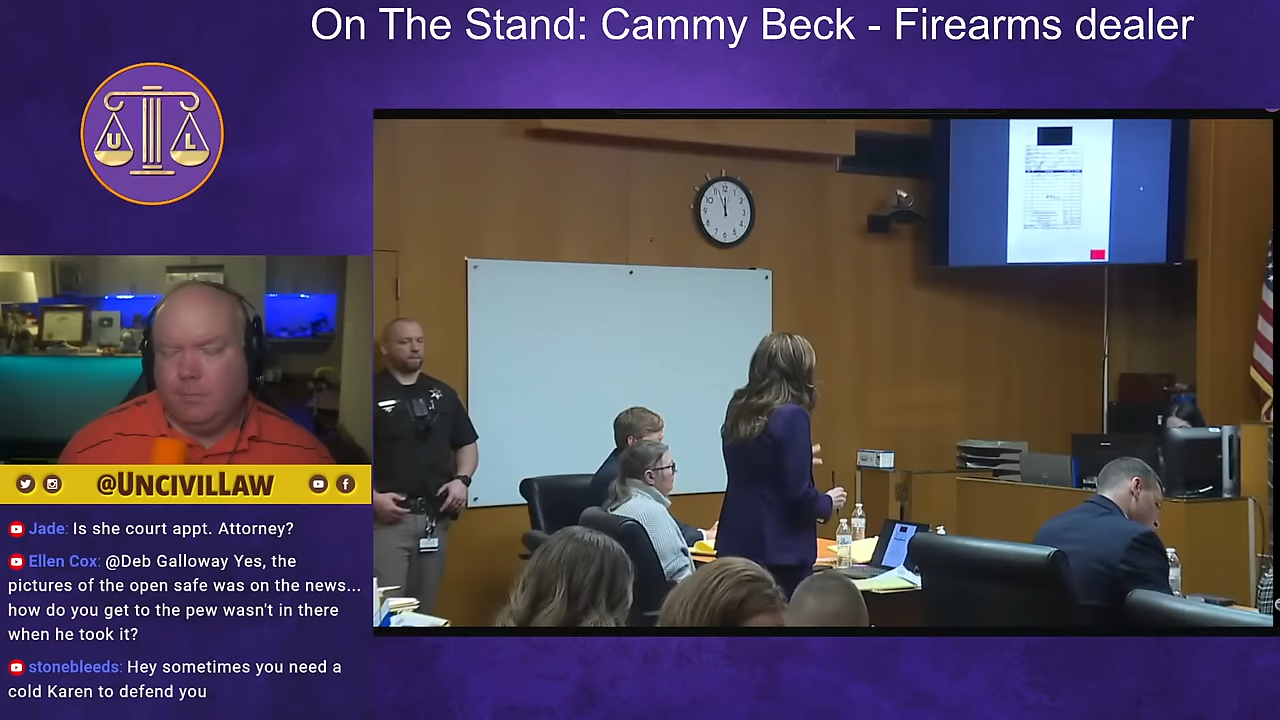 On The Stand: Cammy Beck - Firearms dealer
U L
@UNCIVILLAW
Jade: Is she court appt. Attorney?
Ellen Cox: @Deb Galloway Yes, the
pictures of the open safe was on the news...
how do you get to the pew wasn't in there
when he took it?
stonebleeds: Hey sometimes you need a
cold Karen to defend you